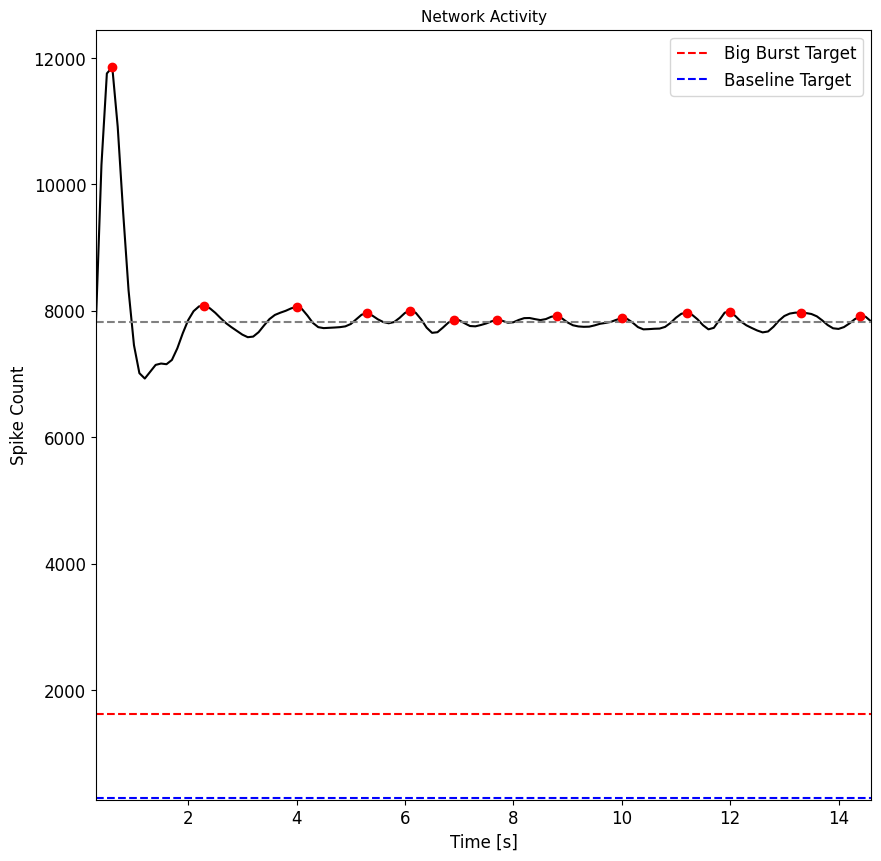 Network Activity
Big Burst Target
Baseline Target
12000
10000
8000
6000
4000
2000
Spike Count
2 4 6 8 10 12 14
Time [s]